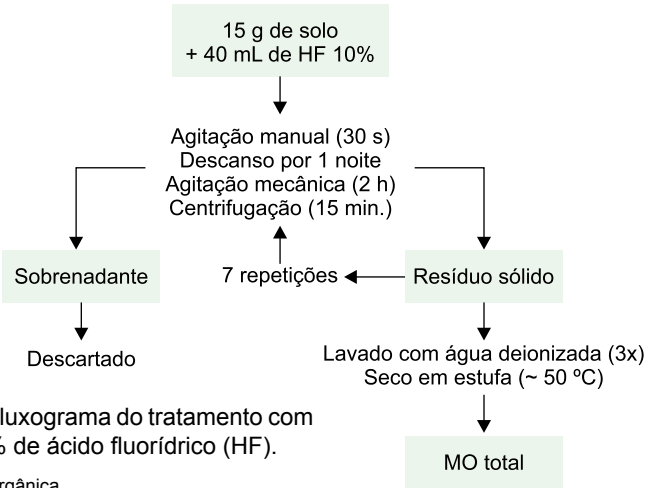 15 g de solo
+ 40 mL de HF 10%
Agitação manual (30 s)
Descanso por 1 noite
Agitação mecânica (2 h)
Centrifugação (15 min.)
Sobrenadante
7 repetições
Resíduo sólido
Descartado
Lavado com água deionizada (3x)
Seco em estufa (~ 50 ºC)
MO total
luxograma do tratamento com
% de ácido fluorídrico (HF).
rgânica